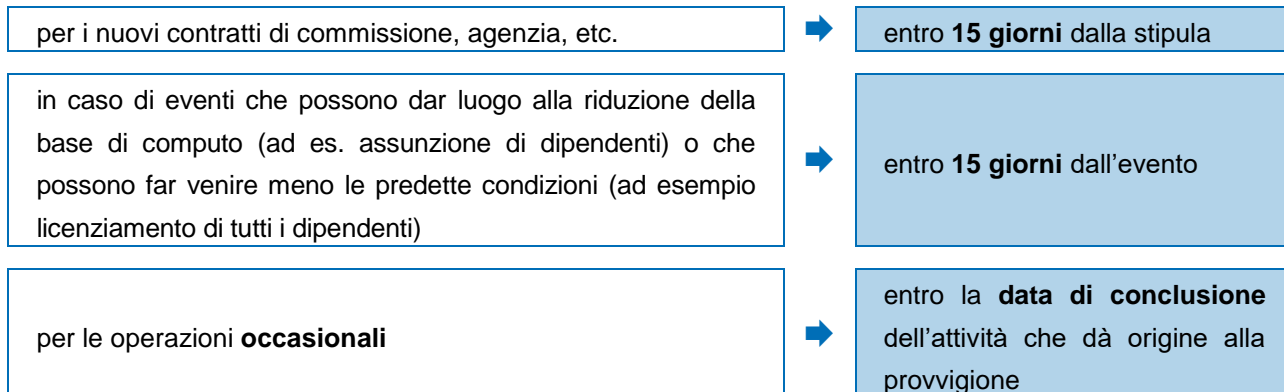 per i nuovi contratti di commissione, agenzia, etc.
entro 15 giorni dalla stipula
in caso di eventi che possono dar luogo alla riduzione della
base di computo (ad es. assunzione di dipendenti) o che
possono far venire meno le predette condizioni (ad esempio
licenziamento di tutti i dipendenti)
entro 15 giorni dall’evento
per le operazioni occasionali
entro la data di conclusione
dell’attività che dà origine alla
provvigione